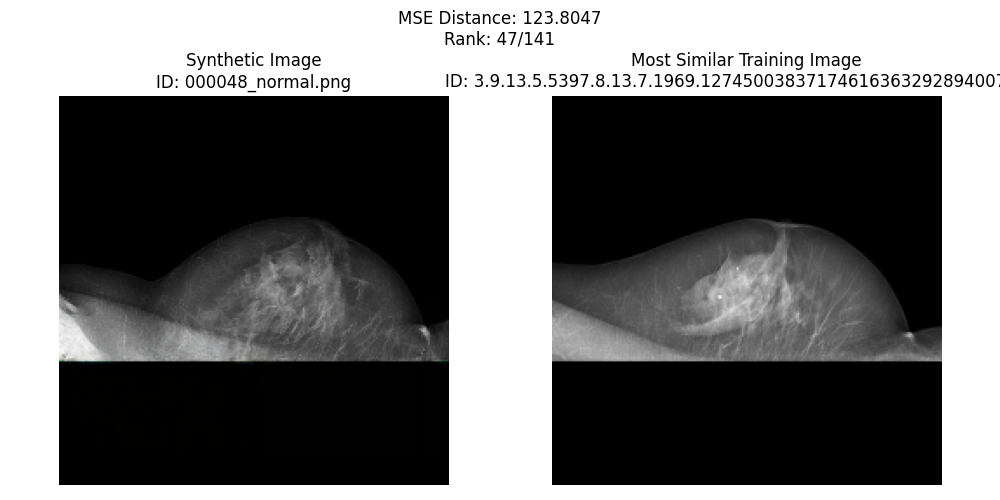 MSE Distance: 123.8047
Rank: 47/141
Synthetic Image
ID: 000048_normal.png
Most Similar Training Image
ID: 3.9.13.5.5397.8.13.7.1969.12745003837174616363292894007